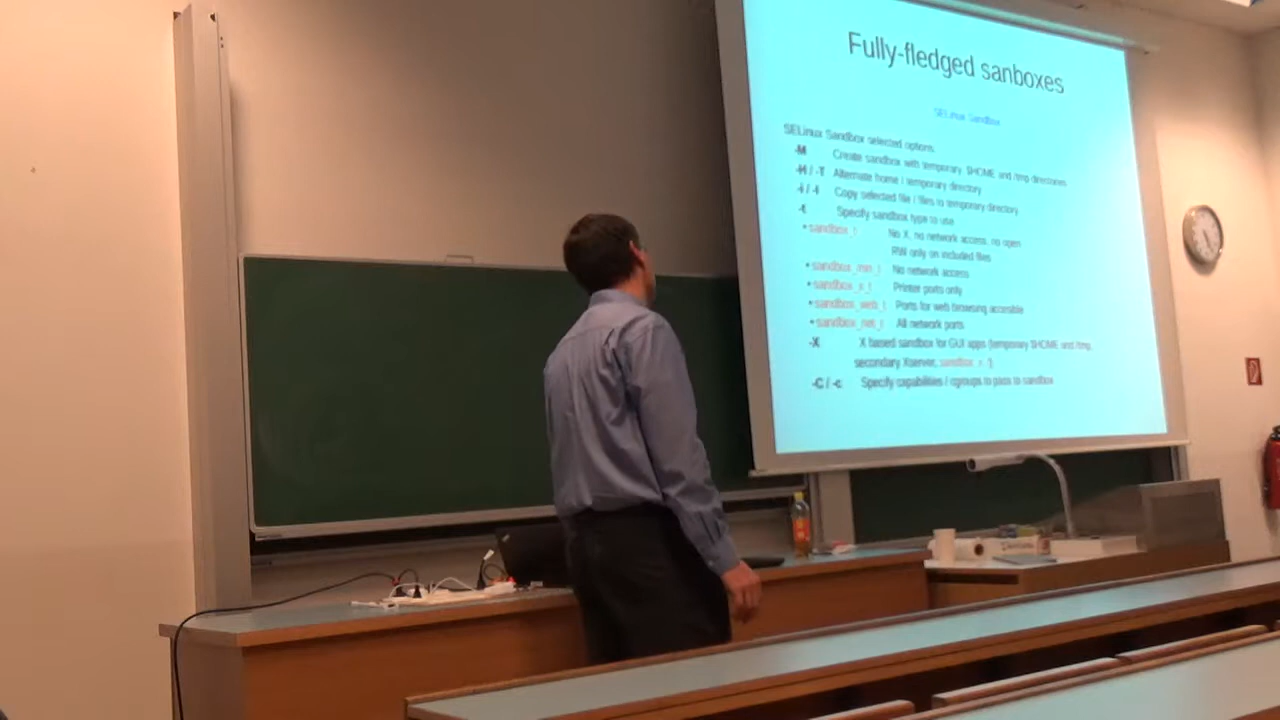 Fully-fledged sanboxes
SELinux Sandbox
SELinux Sandbox selected options:
-M Create sandbox with temporary $HOME and /tmp directories
-H / -T Alternate home / temporary directory
-i / -I Copy selected file / files to temporary directory
-t Specify sandbox type to use
• sandbox_t No X, no network access, no open
R/W only on included files
• sandbox_min_t No network access
• sandbox_x_t Printer ports only
• sandbox_web_t Ports for web browsing accesible
• sandbox_net_t All network ports
-X X based sandbox for GUI apps (temporary $HOME and /tmp,
secondary Xserver, sandbox_x_*)
-C / -c Specify capabilities / cgroups to pass to sandbox